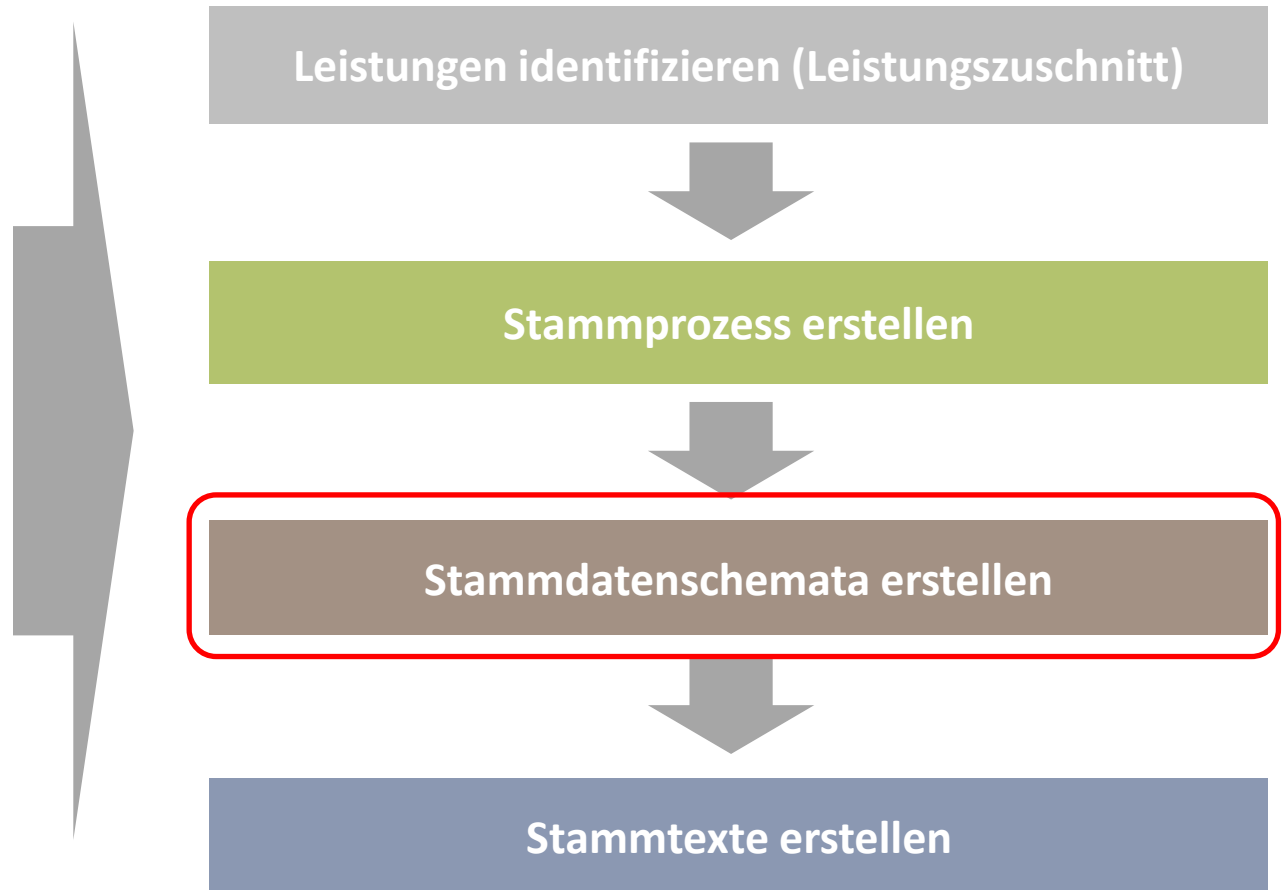 Leistungen identifizieren (Leistungszuschnitt)
Stammprozess erstellen
Stammdatenschemata erstellen
Stammtexte erstellen